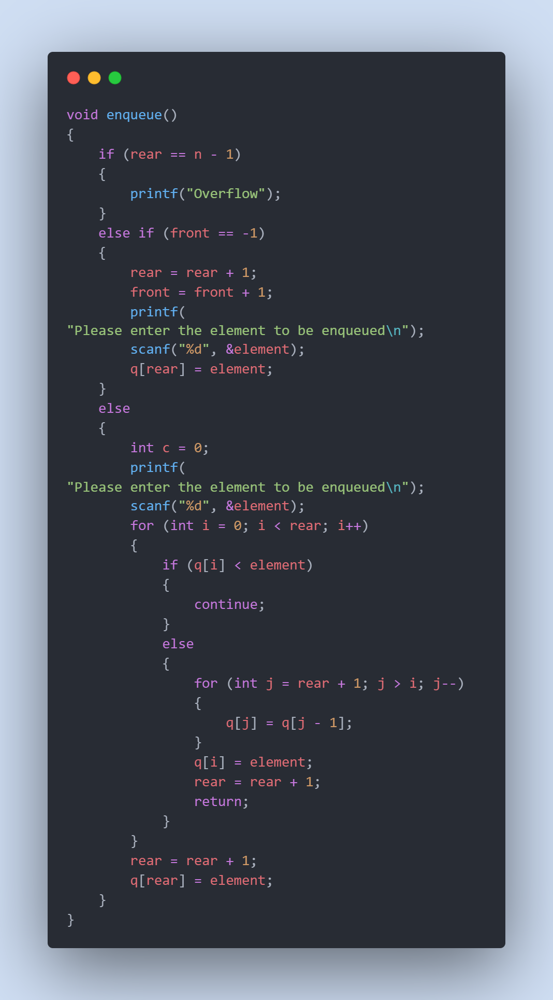 void enqueue()
{
    if (rear == n - 1)
    {
        printf("Overflow");
    }
    else if (front == -1)
    {
        rear = rear + 1;
        front = front + 1;
        printf(
"Please enter the element to be enqueued\n");
        scanf("%d", &element);
        q[rear] = element;
    }
    else
    {
        int c = 0;
        printf(
"Please enter the element to be enqueued\n");
        scanf("%d", &element);
        for (int i = 0; i < rear; i++)
        {
            if (q[i] < element)
            {
                continue;
            }
            else
            {
                for (int j = rear + 1; j > i; j--)
                {
                    q[j] = q[j - 1];
                }
                q[i] = element;
                rear = rear + 1;
                return;
            }
        }
        rear = rear + 1;
        q[rear] = element;
    }
}